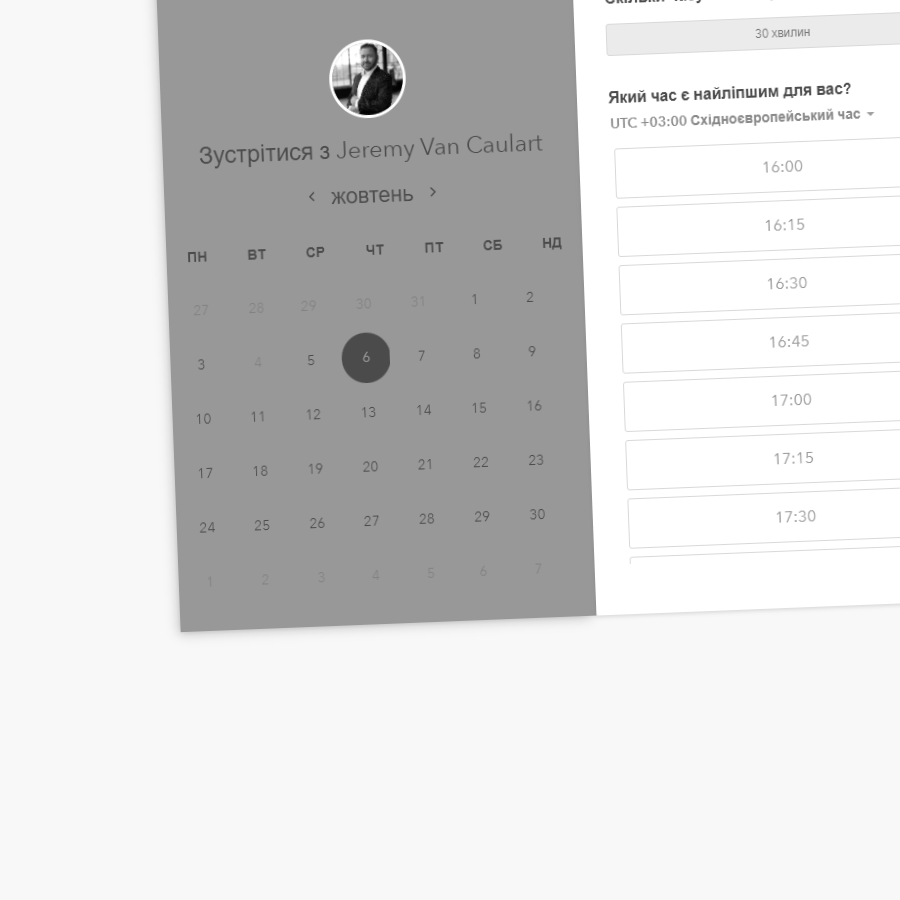 Зустрітися з Jeremy Van Caulart
‹ жовтень ›
ПН ВТ СР ЧТ ПТ СБ НД
27 28 29 30 31 1 2
3 4 5 6 7 8 9
10 11 12 13 14 15 16
17 18 19 20 21 22 23
24 25 26 27 28 29 30
1 2 3 4 5 6 7
30 хвилин
Який час є найліпшим для вас?
UTC +03:00 Східноєвропейський час
16:00
16:15
16:30
16:45
17:00
17:15
17:30